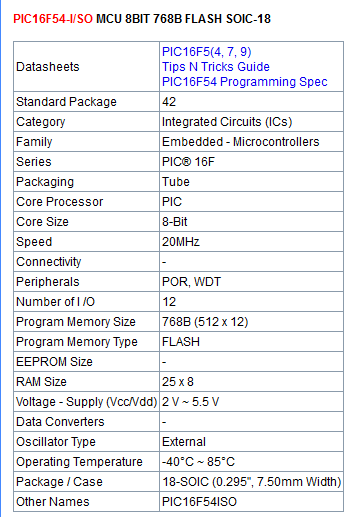 PIC16F54-I/SO MCU 8BIT 768B FLASH SOIC-18
Datasheets
PIC16F5(4, 7, 9)
Tips N Tricks Guide
PIC16F54 Programming Spec
Standard Package 42
Category Integrated Circuits (ICs)
Family Embedded - Microcontrollers
Series PIC® 16F
Packaging Tube
Core Processor PIC
Core Size 8-Bit
Speed 20MHz
Connectivity -
Peripherals POR, WDT
Number of I /O 12
Program Memory Size 768B (512 x 12)
Program Memory Type FLASH
EEPROM Size -
RAM Size 25 x 8
Voltage - Supply (Vcc/Vdd) 2 V ~ 5.5 V
Data Converters -
Oscillator Type External
Operating Temperature -40°C ~ 85°C
Package / Case 18-SOIC (0.295", 7.50mm Width)
Other Names PIC16F54ISO